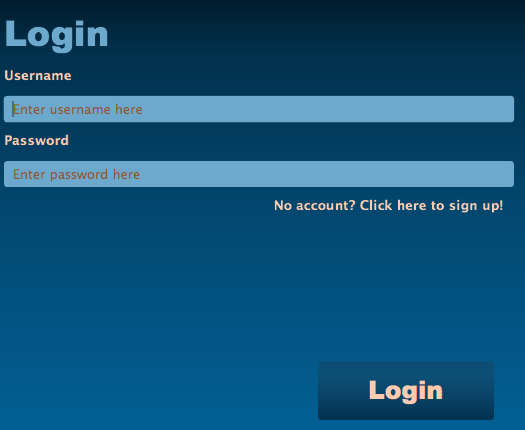 Login
Username
Enter username here
Password
Enter password here
No account? Click here to sign up!
Login